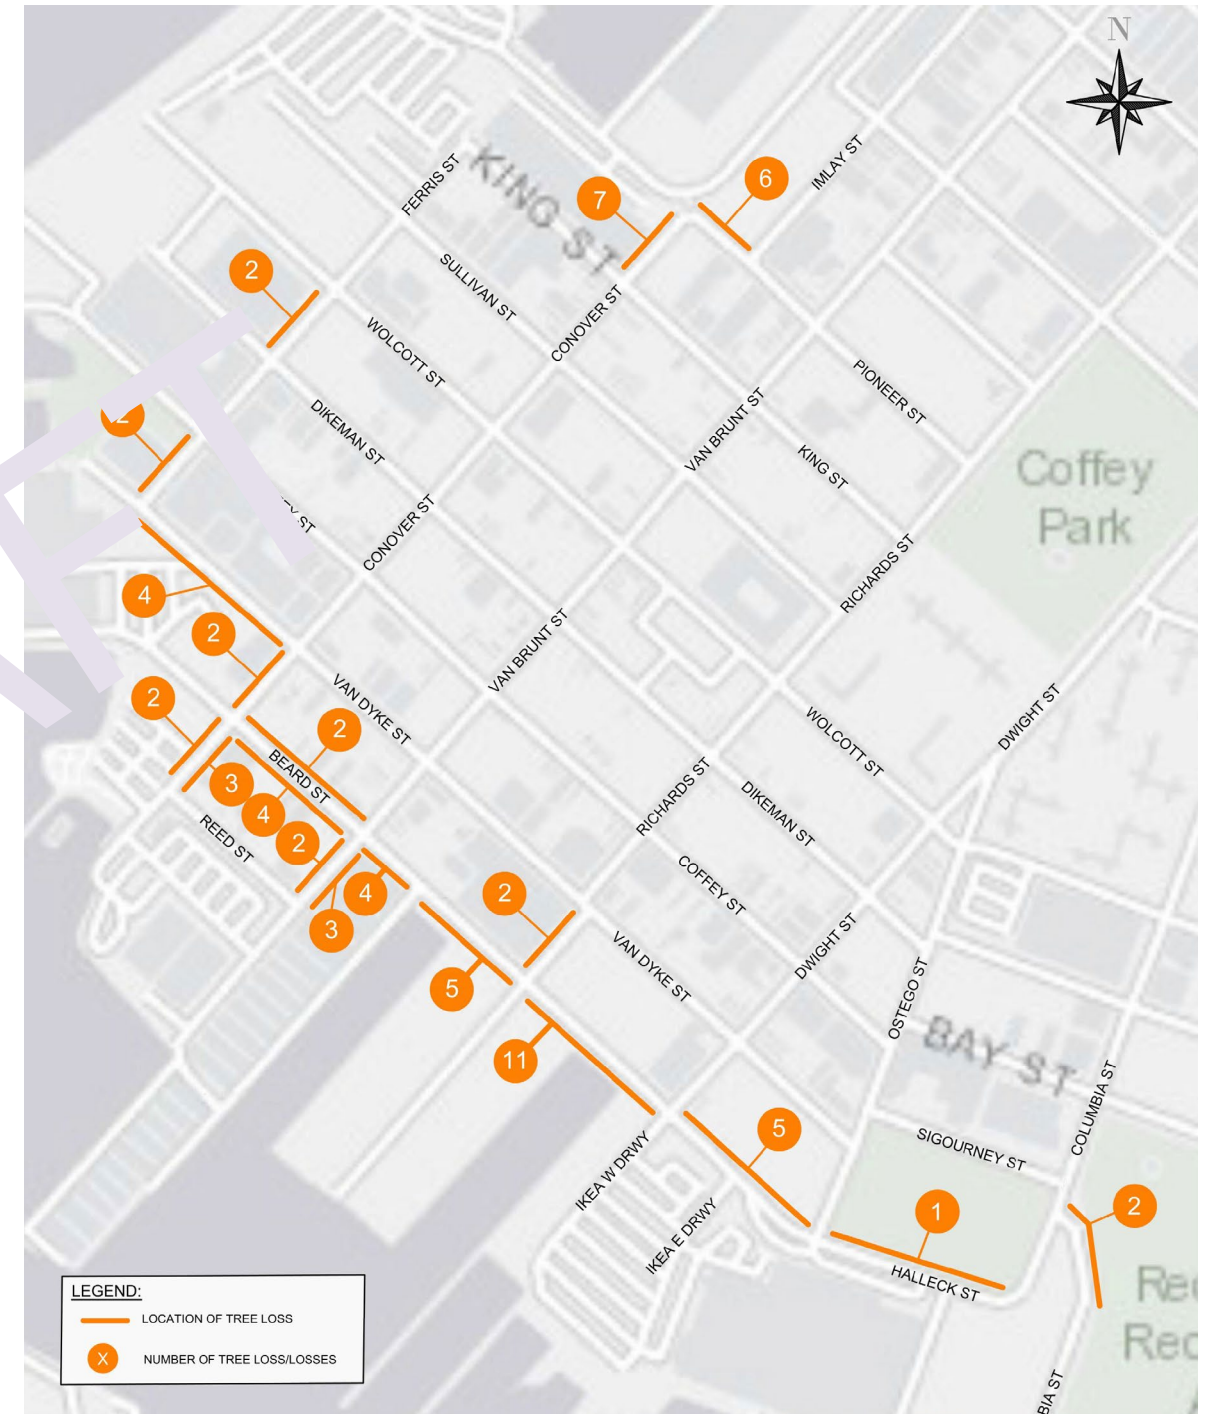 N
IMLAY ST
FERRIS ST
KING ST
6
7
SULLIVAN ST
2
CONOVER ST
WOLCOTT ST
PIONEER ST
DIKEMAN ST
VAN BRUNT ST
KING ST
Coffey
Park
2
CONOVER ST
ST
RICHARDS ST
4
2
VAN BRUNT ST
2
VAN DYKE ST
2
DWIGHT ST
WOLCOTT ST
BEARD ST
3
4
2
REED ST
RICHARDS ST
DIKEMAN ST
4
3
2
COFFEY ST
DWIGHT ST
VAN DYKE ST
5
OSTEGO ST
11
BAY ST
COLUMBIA ST
5
SIGOURNEY ST
IKEA W DRWY
IKEA E DRWY
1
2
HALLECK ST
LEGEND:
LOCATION OF TREE LOSS
X
NUMBER OF TREE LOSS/LOSSES